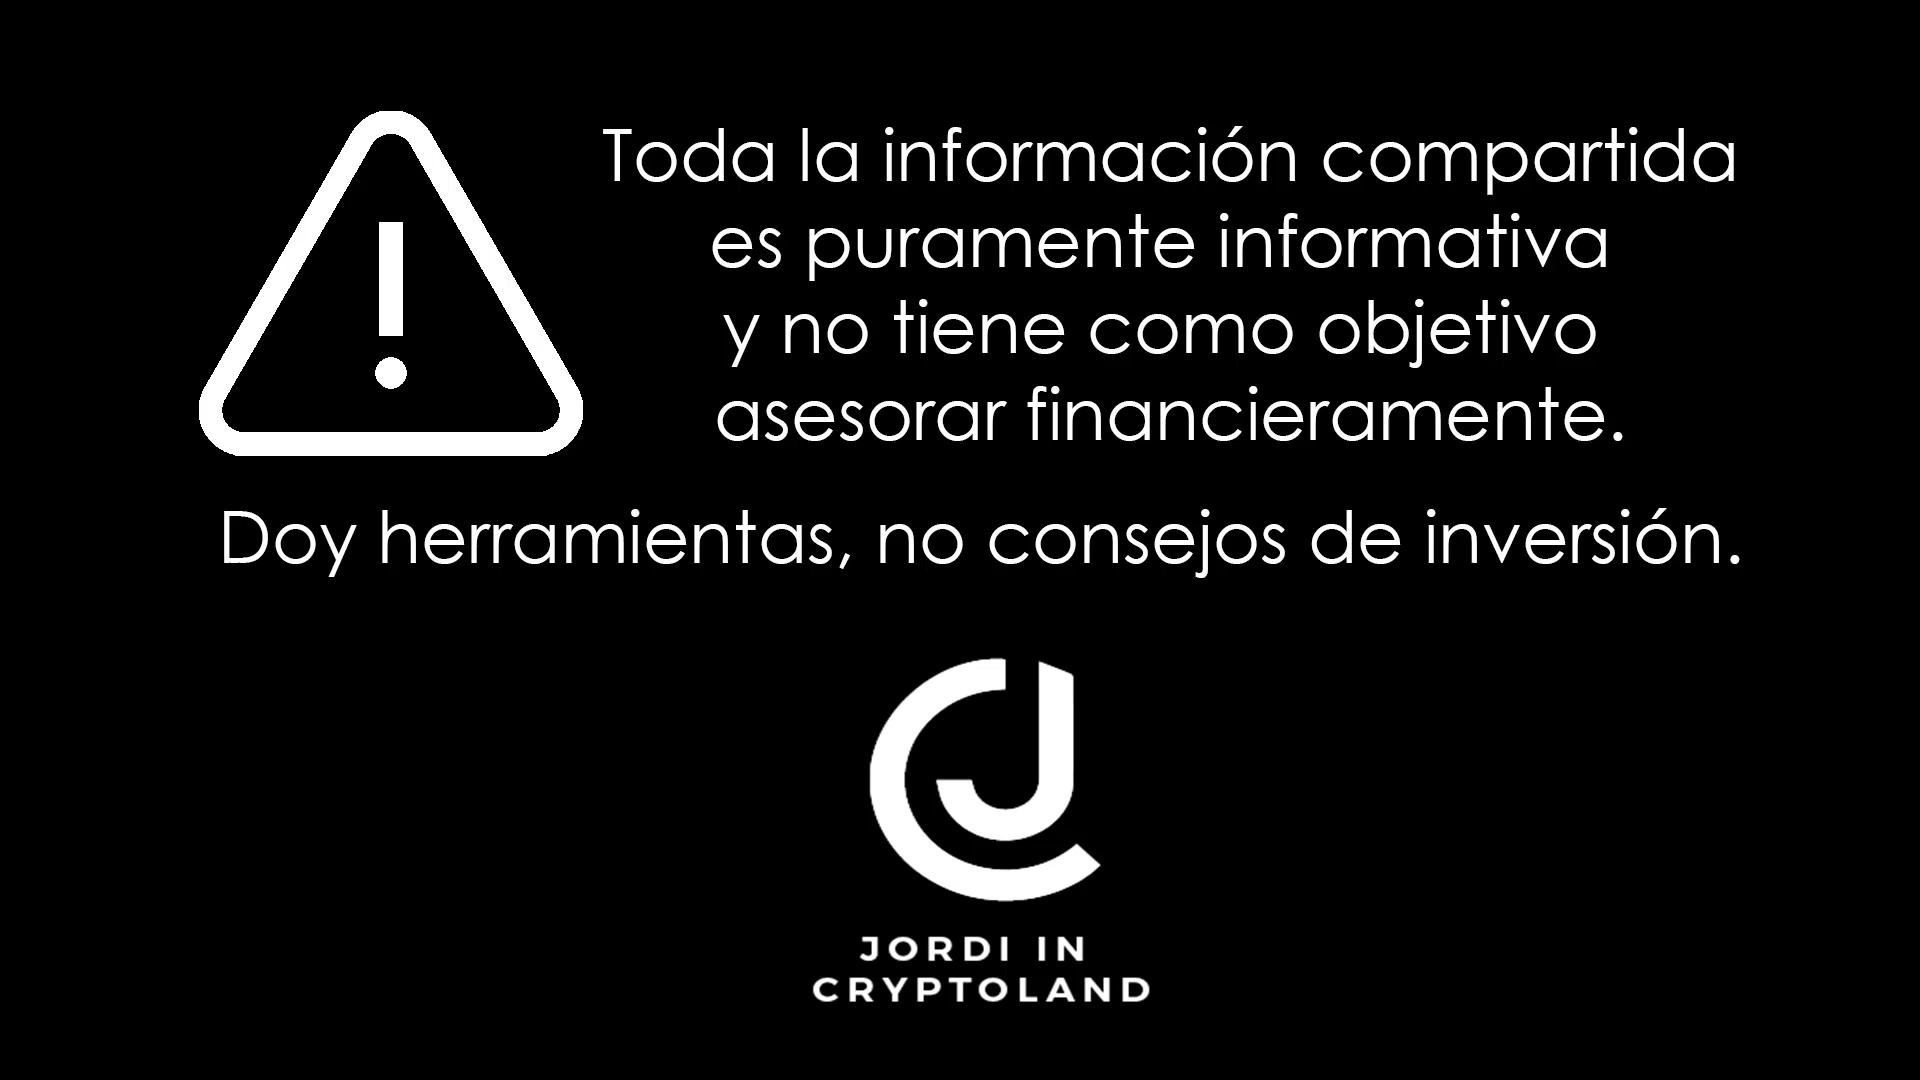 Toda la información compartida
es puramente informativa
y no tiene como objetivo
asesorar financieramente.
Doy herramientas, no consejos de inversión.
JORDI IN
CRYPTOLAND